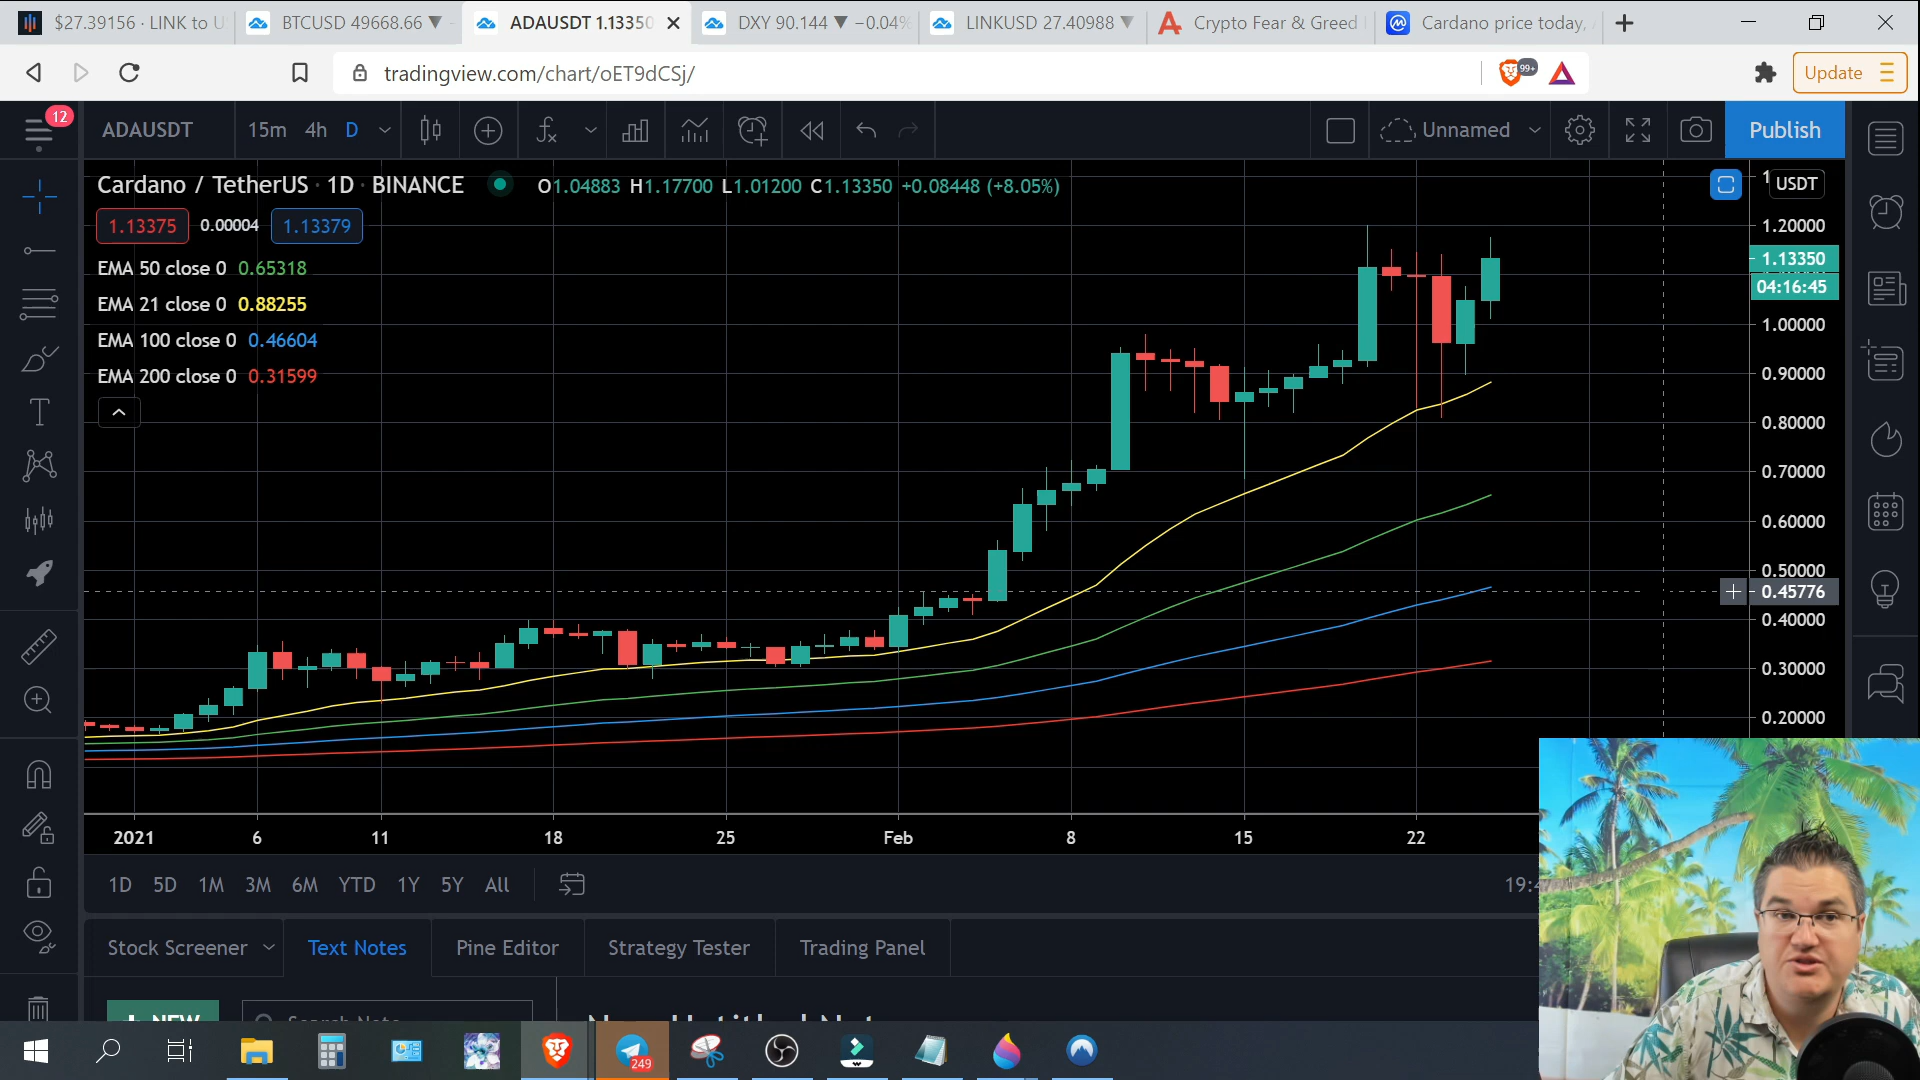 $27.39156 · LINK to U
BTCUSD 49668.66 ▼
ADAUSDT 1.13350
DXY 90.144 ▼ −0.04%
LINKUSD 27.40988 ▼
Crypto Fear & Greed
Cardano price today,
tradingview.com/chart/oET9dCSj/
99+
Update
12
ADAUSDT
15m 4h D
Unnamed
Publish
Cardano / TetherUS · 1D · BINANCE
O1.04883 H1.17700 L1.01200 C1.13350 +0.08448 (+8.05%)
USDT
1.13375 0.00004 1.13379
EMA 50 close 0 0.65318
EMA 21 close 0 0.88255
EMA 100 close 0 0.46604
EMA 200 close 0 0.31599
1.20000
1.13350
04:16:45
1.00000
0.90000
0.80000
0.70000
0.60000
0.50000
0.45776
0.40000
0.30000
0.20000
2021 6 11 18 25 Feb 8 15 22
1D 5D 1M 3M 6M YTD 1Y 5Y All
19:4
Stock Screener Text Notes Pine Editor Strategy Tester Trading Panel
NEW
249